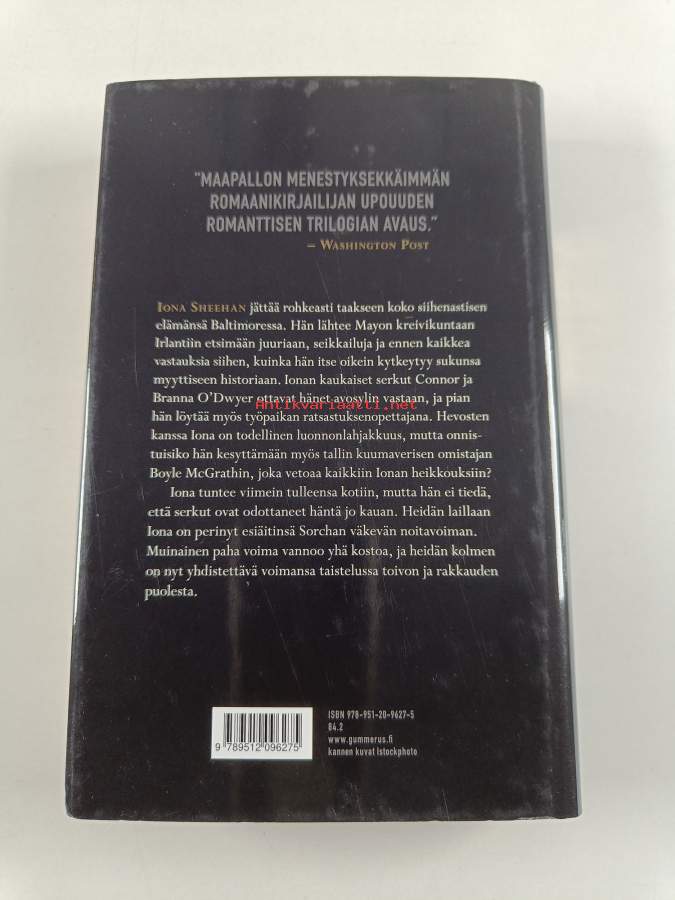 "MAAPALLON MENESTYKSEKKÄIMMÄN
ROMAANIKIRJAILIJAN UPOUUDEN
ROMANTTISEN TRILOGIAN AVAUS."
– WASHINGTON POST
IONA SHEEHAN jättää rohkeasti taakseen koko siihenastisen
elämänsä Baltimoressa. Hän lähtee Mayon kreivikuntaan
Irlantiin etsimään juuriaan, seikkailuja ja ennen kaikkea
vastauksia siihen, kuinka hän itse oikein kytkeytyy sukunsa
myyttiseen historiaan. Ionan kaukaiset serkut Connor ja
Branna O'Dwyer ottavat hänet avosylin vastaan, ja pian
Antikvariaatti.net
hän löytää myös työpaikan ratsastuksenopettajana. Hevosten
kanssa Iona on todellinen luonnonlahjakkuus, mutta onnis-
tuisiko hän kesyttämään myös tallin kuumaverisen omistajan
Boyle McGrathin, joka vetoaa kaikkiin Ionan heikkouksiin?
Iona tuntee viimein tulleensa kotiin, mutta hän ei tiedä,
että serkut ovat odottaneet häntä jo kauan. Heidän laillaan
Iona on perinyt esiäitinsä Sorchan väkevän noitavoiman.
Muinainen paha voima vannoo yhä kostoa, ja heidän kolmen
on nyt yhdistettävä voimansa taistelussa toivon ja rakkauden
puolesta.
ISBN 978-951-20-9627-5
84.2
www.gummerus.fi
kannen kuvat Istockphoto
9 789512 096275